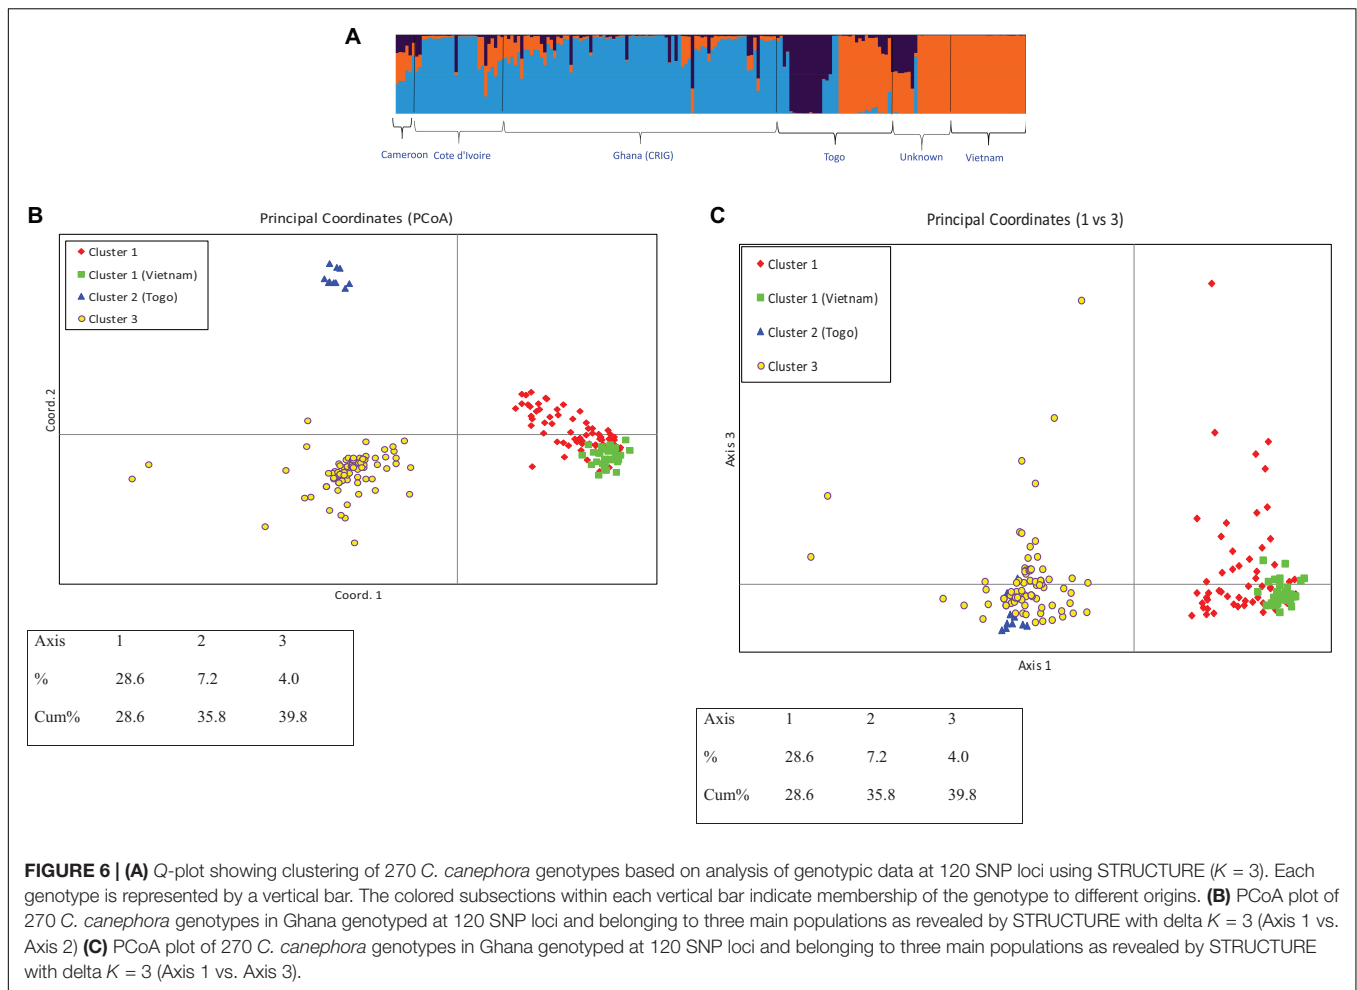 A
Cameroon Cote d'Ivoire Ghana (CRIG) Togo Unknown Vietnam
B
Principal Coordinates (PCoA)
Cluster 1
Cluster 1 (Vietnam)
Cluster 2 (Togo)
Cluster 3
Coord. 2
Coord. 1
Axis 1 2 3
% 28.6 7.2 4.0
Cum% 28.6 35.8 39.8
C
Principal Coordinates (1 vs 3)
Cluster 1
Cluster 1 (Vietnam)
Cluster 2 (Togo)
Cluster 3
Axis 3
Axis 1
Axis 1 2 3
% 28.6 7.2 4.0
Cum% 28.6 35.8 39.8
FIGURE 6 | (A) Q-plot showing clustering of 270 C. canephora genotypes based on analysis of genotypic data at 120 SNP loci using STRUCTURE (K = 3). Each
genotype is represented by a vertical bar. The colored subsections within each vertical bar indicate membership of the genotype to different origins. (B) PCoA plot of
270 C. canephora genotypes in Ghana genotyped at 120 SNP loci and belonging to three main populations as revealed by STRUCTURE with delta K = 3 (Axis 1 vs.
Axis 2) (C) PCoA plot of 270 C. canephora genotypes in Ghana genotyped at 120 SNP loci and belonging to three main populations as revealed by STRUCTURE
with delta K = 3 (Axis 1 vs. Axis 3).